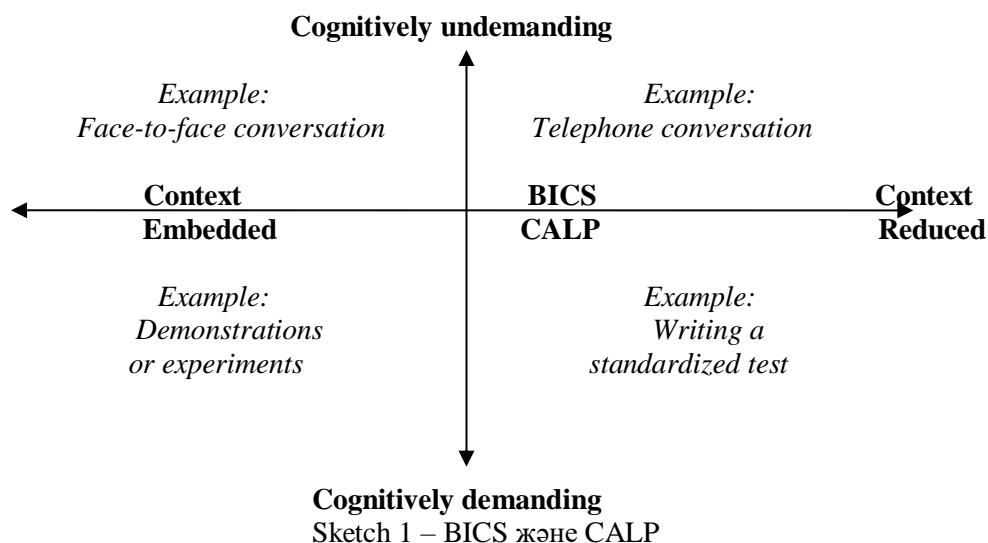 Cognitively undemanding
Example:
Face-to-face conversation
Example:
Telephone conversation
Context
Embedded
BICS
CALP
Context
Reduced
Example:
Demonstrations
or experiments
Example:
Writing a
standardized test
Cognitively demanding
Sketch 1 – BICS және CALP